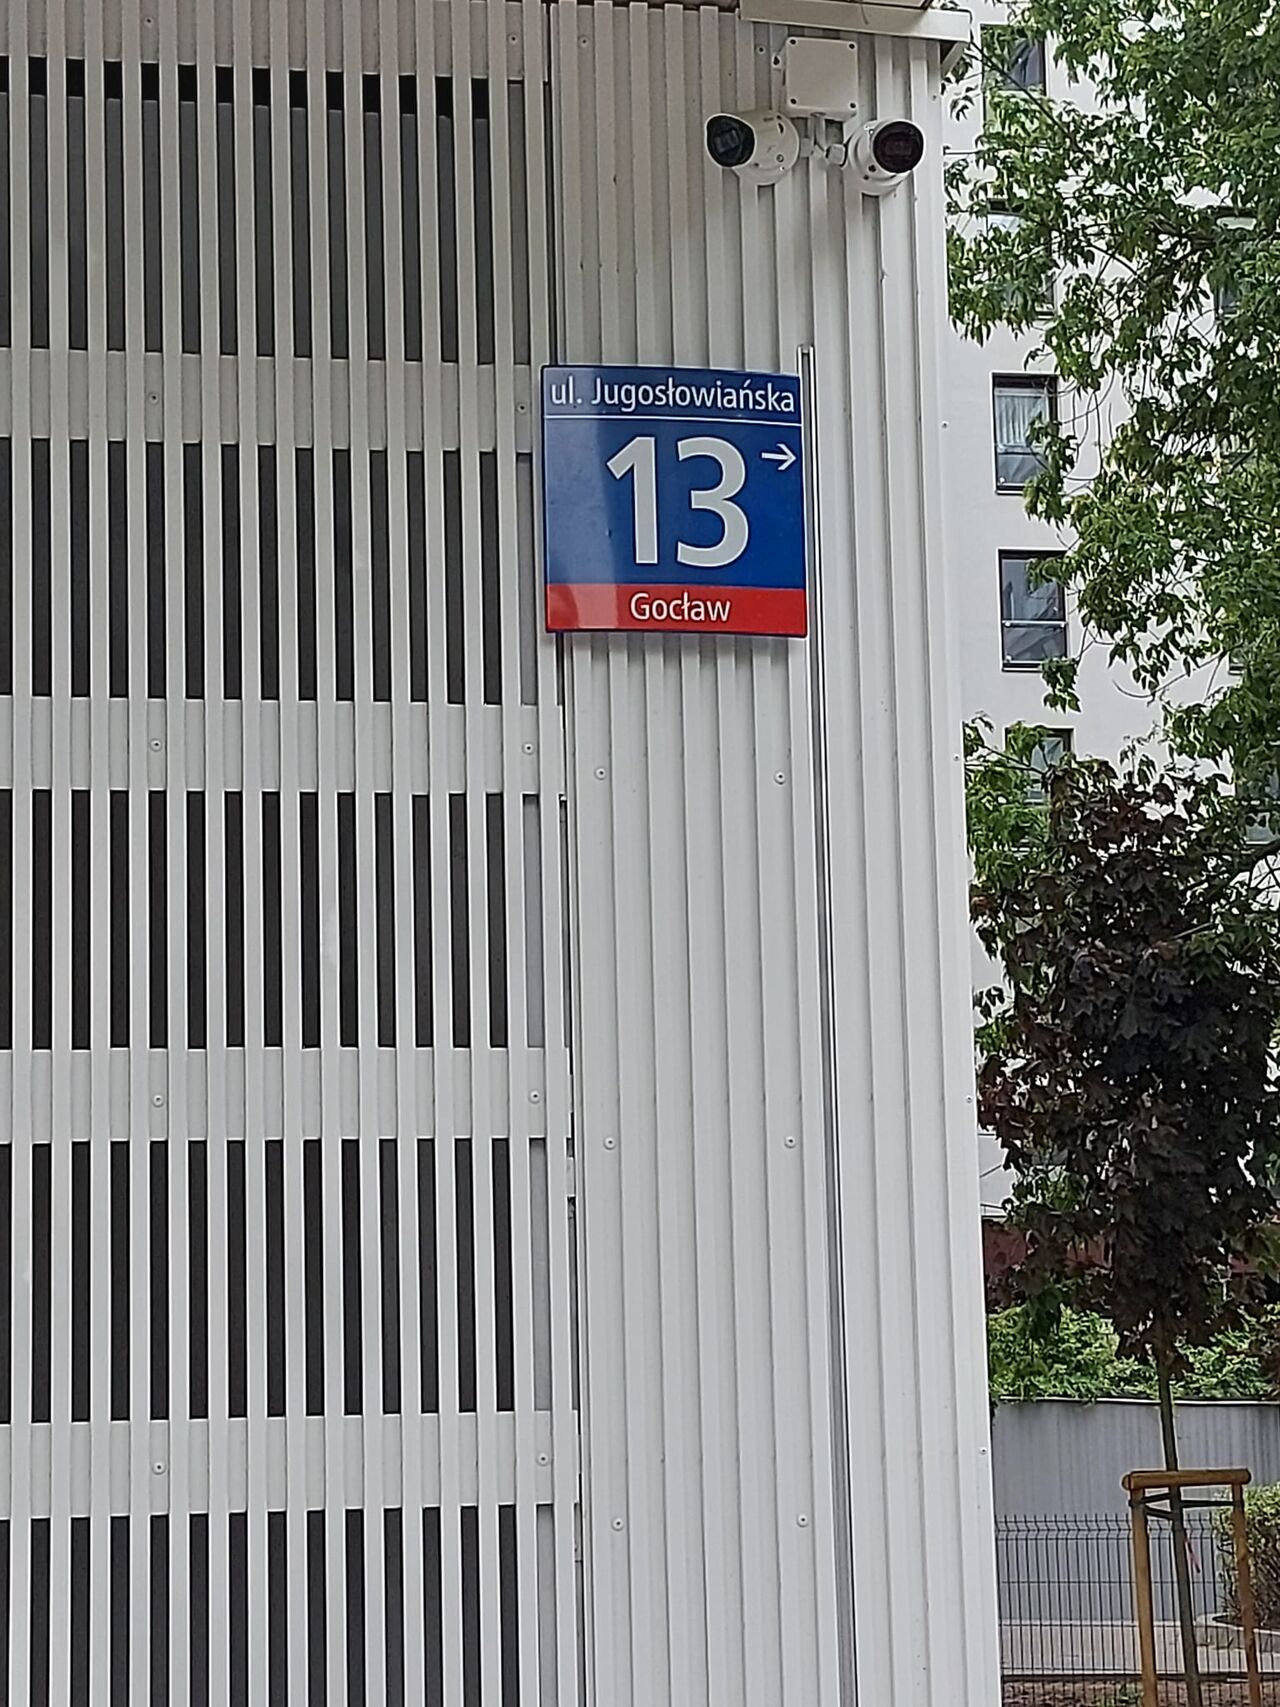 ul. Jugosłowiańska
13 →
Gocław